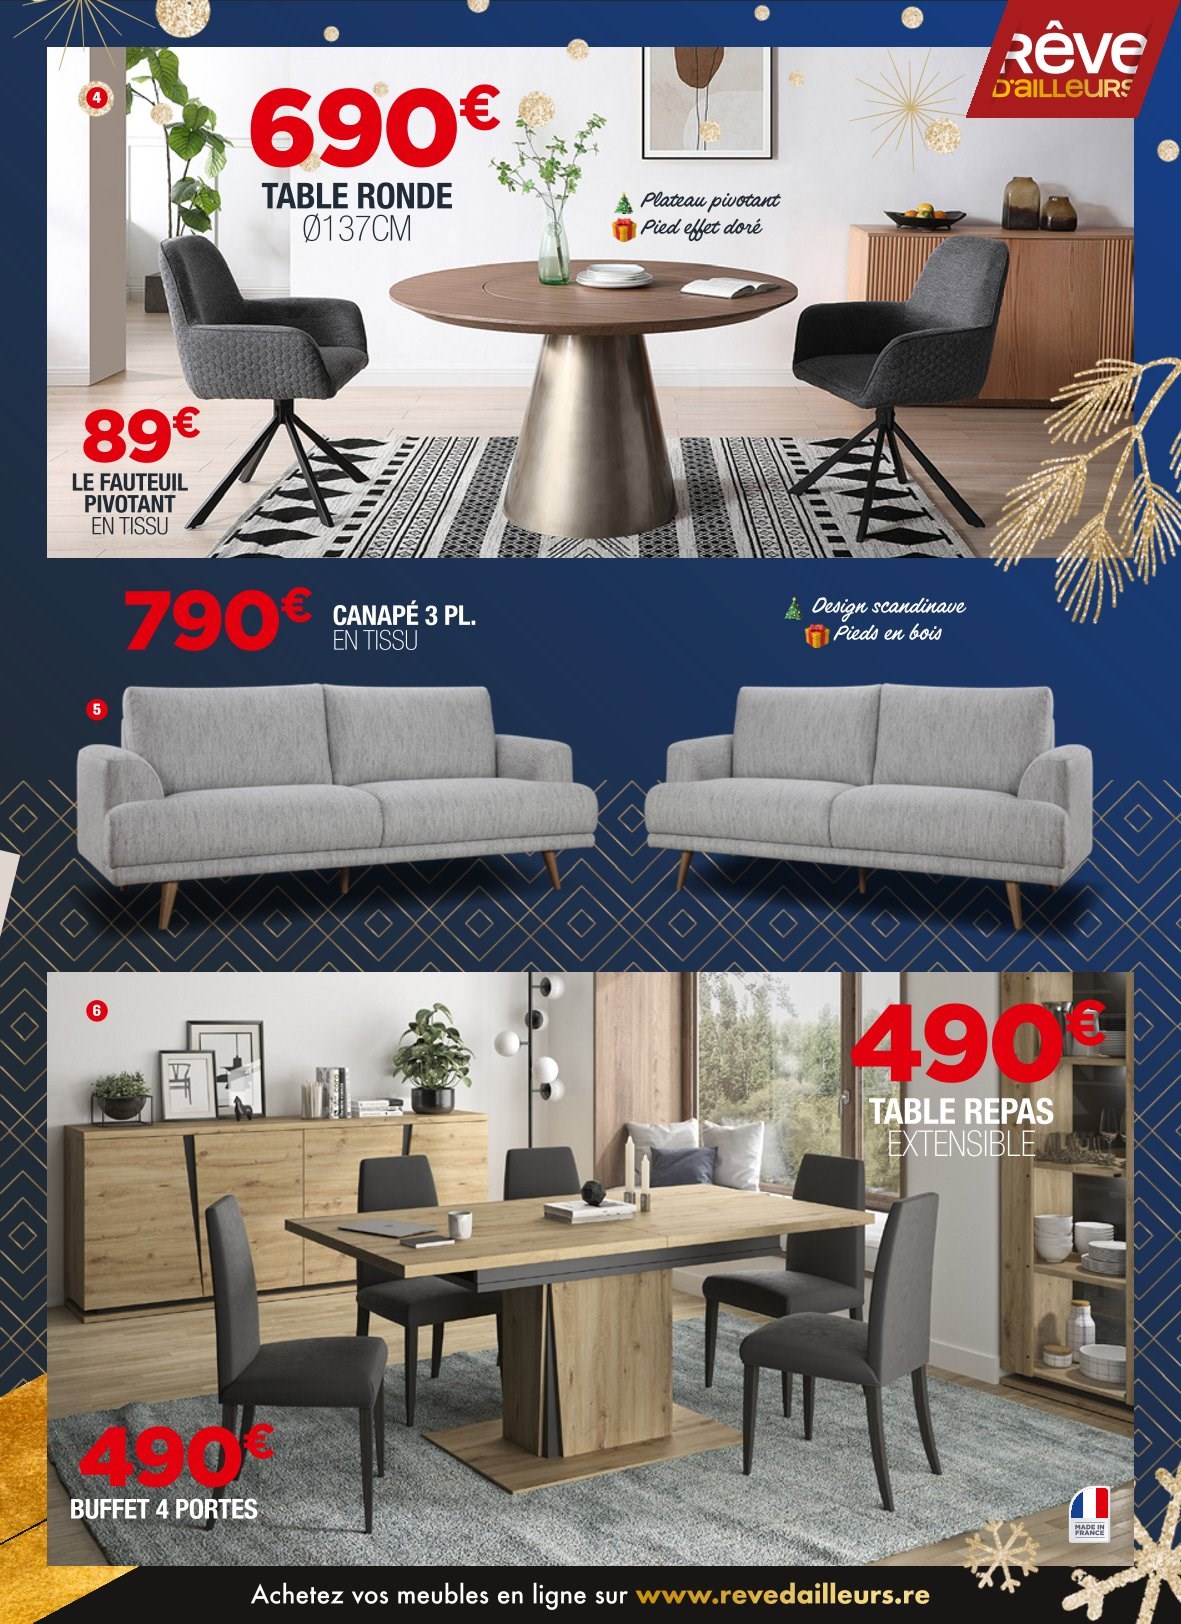 RÊVE
D'AILLEURS
4
690€
TABLE RONDE
Ø137CM
Plateau pivotant
Pied effet doré
89€
LE FAUTEUIL
PIVOTANT
EN TISSU
790€
CANAPÉ 3 PL.
EN TISSU
Design scandinave
Pieds en bois
5
6
490€
TABLE REPAS
EXTENSIBLE
490€
BUFFET 4 PORTES
MADE IN
FRANCE
Achetez vos meubles en ligne sur www.revedailleurs.re